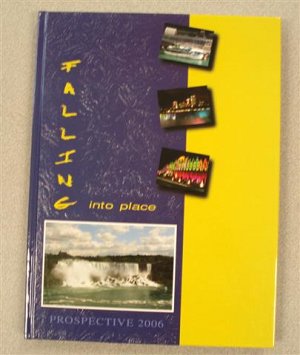 FALLING
into place
PROSPECTIVE 2006